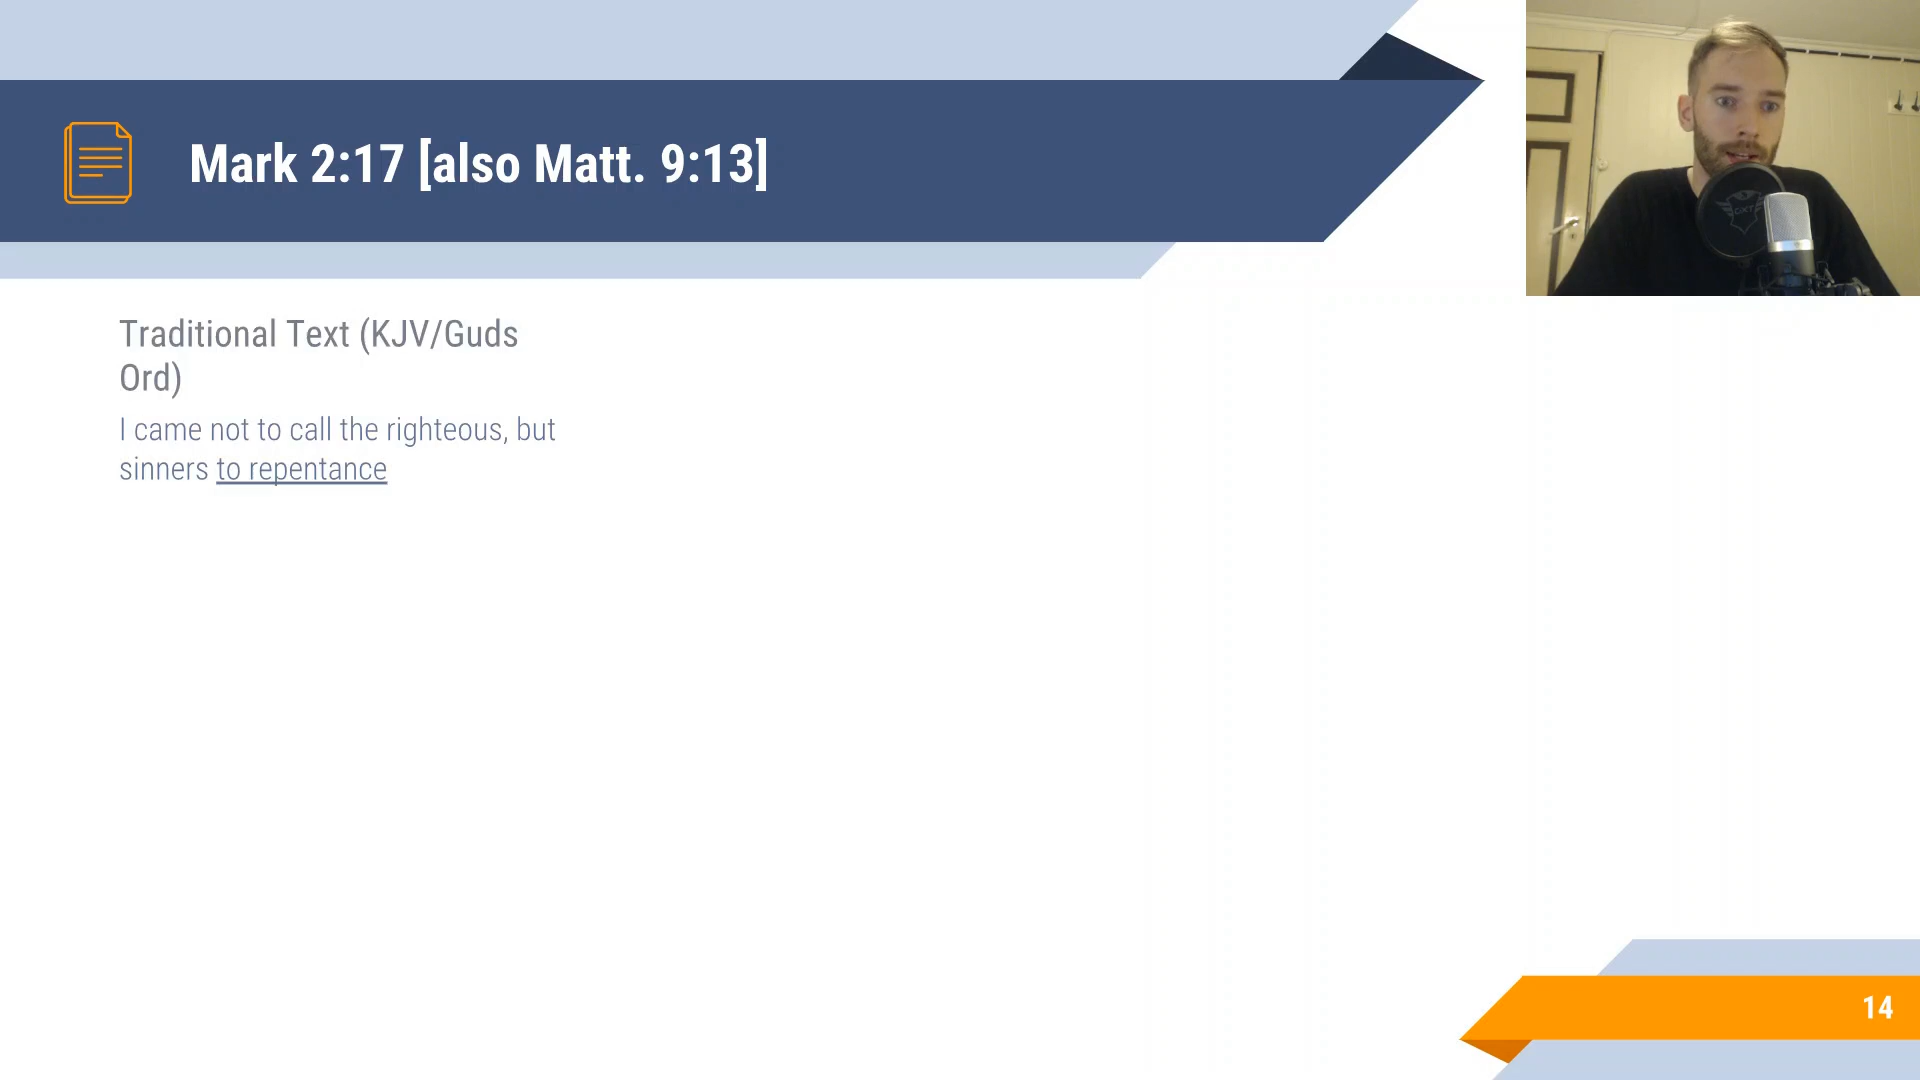 Mark 2:17 [also Matt. 9:13]
Traditional Text (KJV/Guds
Ord)
I came not to call the righteous, but
sinners to repentance
GXT
14